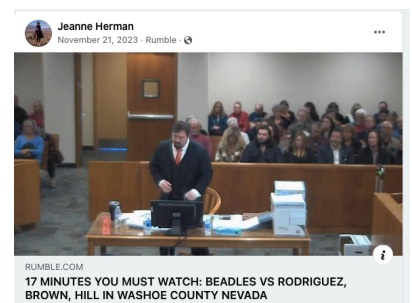 Jeanne Herman
November 21, 2023 · Rumble ·
RUMBLE.COM
17 MINUTES YOU MUST WATCH: BEADLES VS RODRIGUEZ,
BROWN, HILL IN WASHOE COUNTY NEVADA